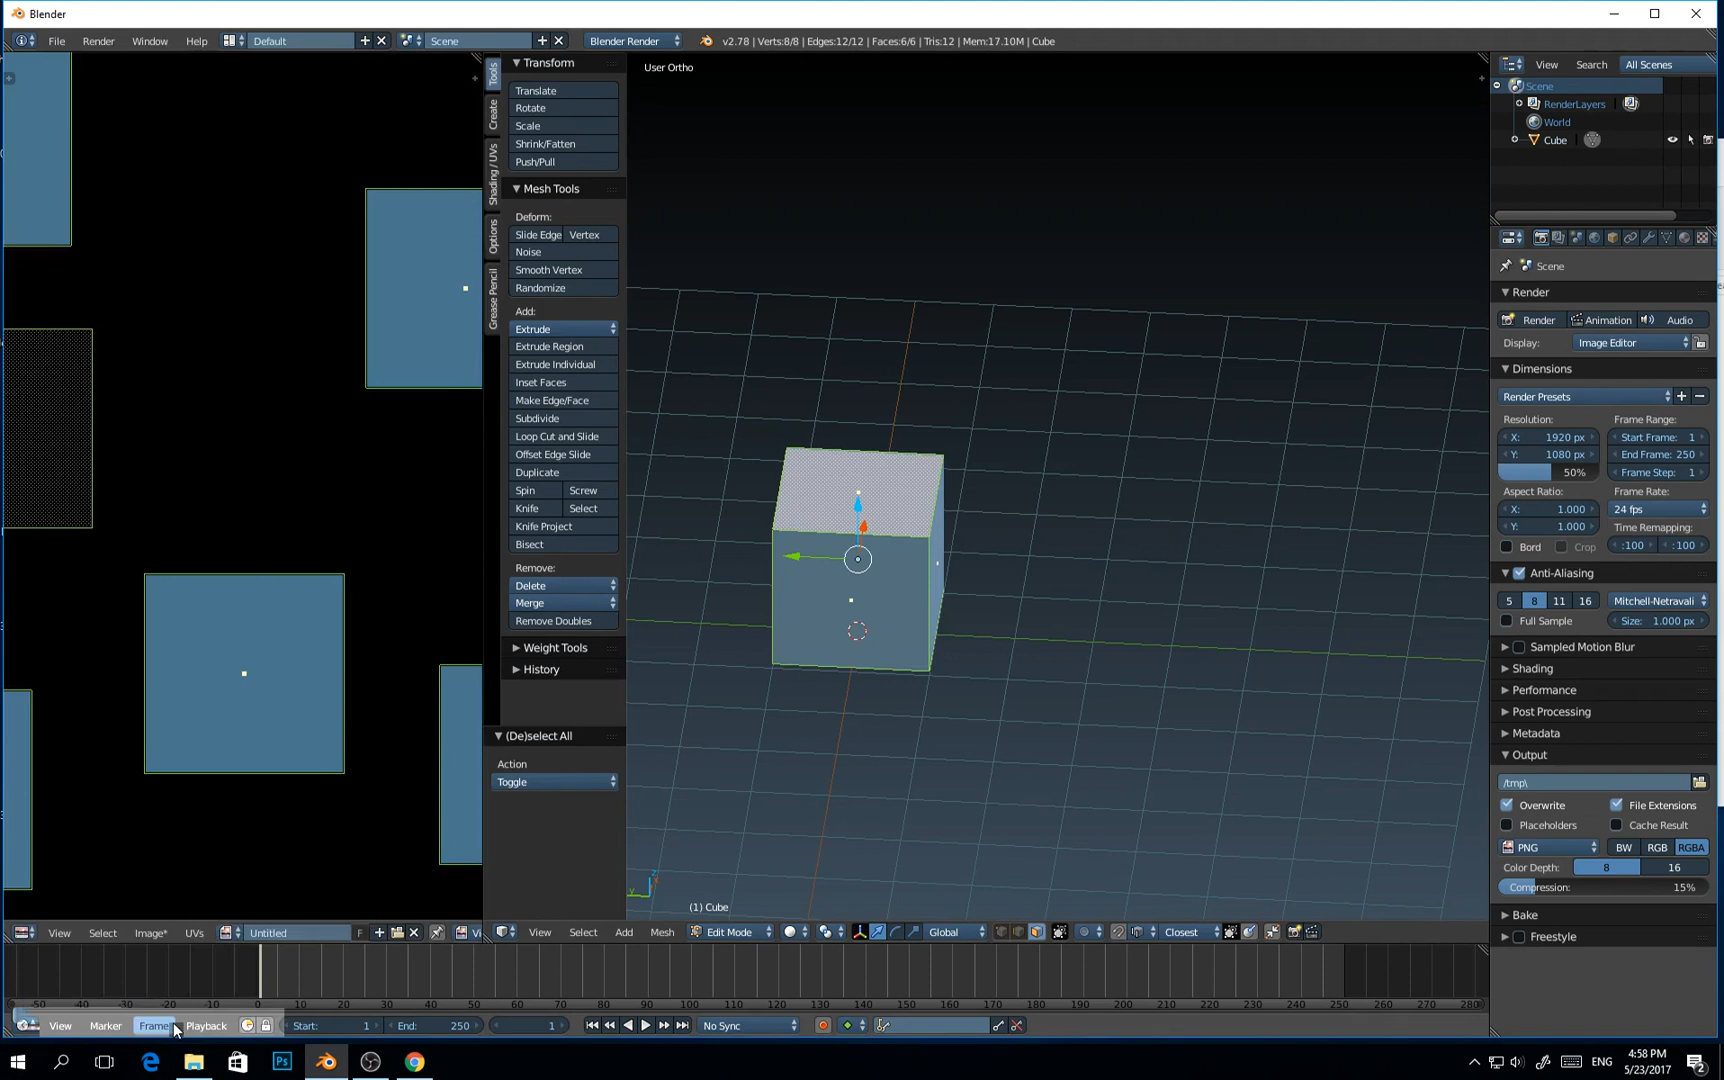 Blender
File Render Window Help Default Scene Blender Render v2.78 | Verts:8/8 | Edges:12/12 | Faces:6/6 | Tris:12 | Mem:17.10M | Cube
Tools
Create
Shading / UVs
Options
Grease Pencil
Transform
Translate
Rotate
Scale
Shrink/Fatten
Push/Pull
Mesh Tools
Deform:
Slide Edge Vertex
Noise
Smooth Vertex
Randomize
Add:
Extrude
Extrude Region
Extrude Individual
Inset Faces
Make Edge/Face
Subdivide
Loop Cut and Slide
Offset Edge Slide
Duplicate
Spin Screw
Knife Select
Knife Project
Bisect
Remove:
Delete
Merge
Remove Doubles
Weight Tools
History
(De)select All
Action
Toggle
User Ortho
z
y
(1) Cube
View Search All Scenes
Scene
RenderLayers
World
Cube
Scene
Render
Render Animation Audio
Display: Image Editor
Dimensions
Render Presets
Resolution: Frame Range:
X: 1920 px Start Frame: 1
Y: 1080 px End Frame: 250
50% Frame Step: 1
Aspect Ratio: Frame Rate:
X: 1.000 24 fps
Y: 1.000 Time Remapping:
Bord Crop :100 :100
Anti-Aliasing
5 8 11 16 Mitchell-Netravali
Full Sample Size: 1.000 px
Sampled Motion Blur
Shading
Performance
Post Processing
Metadata
Output
/tmp\
Overwrite File Extensions
Placeholders Cache Result
PNG BW RGB RGBA
Color Depth: 8 16
Compression: 15%
Bake
Freestyle
View Select Image* UVs Untitled F Vi
View Select Add Mesh Edit Mode Global Closest
-50 -40 -30 -20 -10 0 10 20 30 40 50 60 70 80 90 100 110 120 130 140 150 160 170 180 190 200 210 220 230 240 250 260 270 280
View Marker Frame Playback Start: 1 End: 250 1 No Sync
Ps ENG 4:58 PM
5/23/2017 2